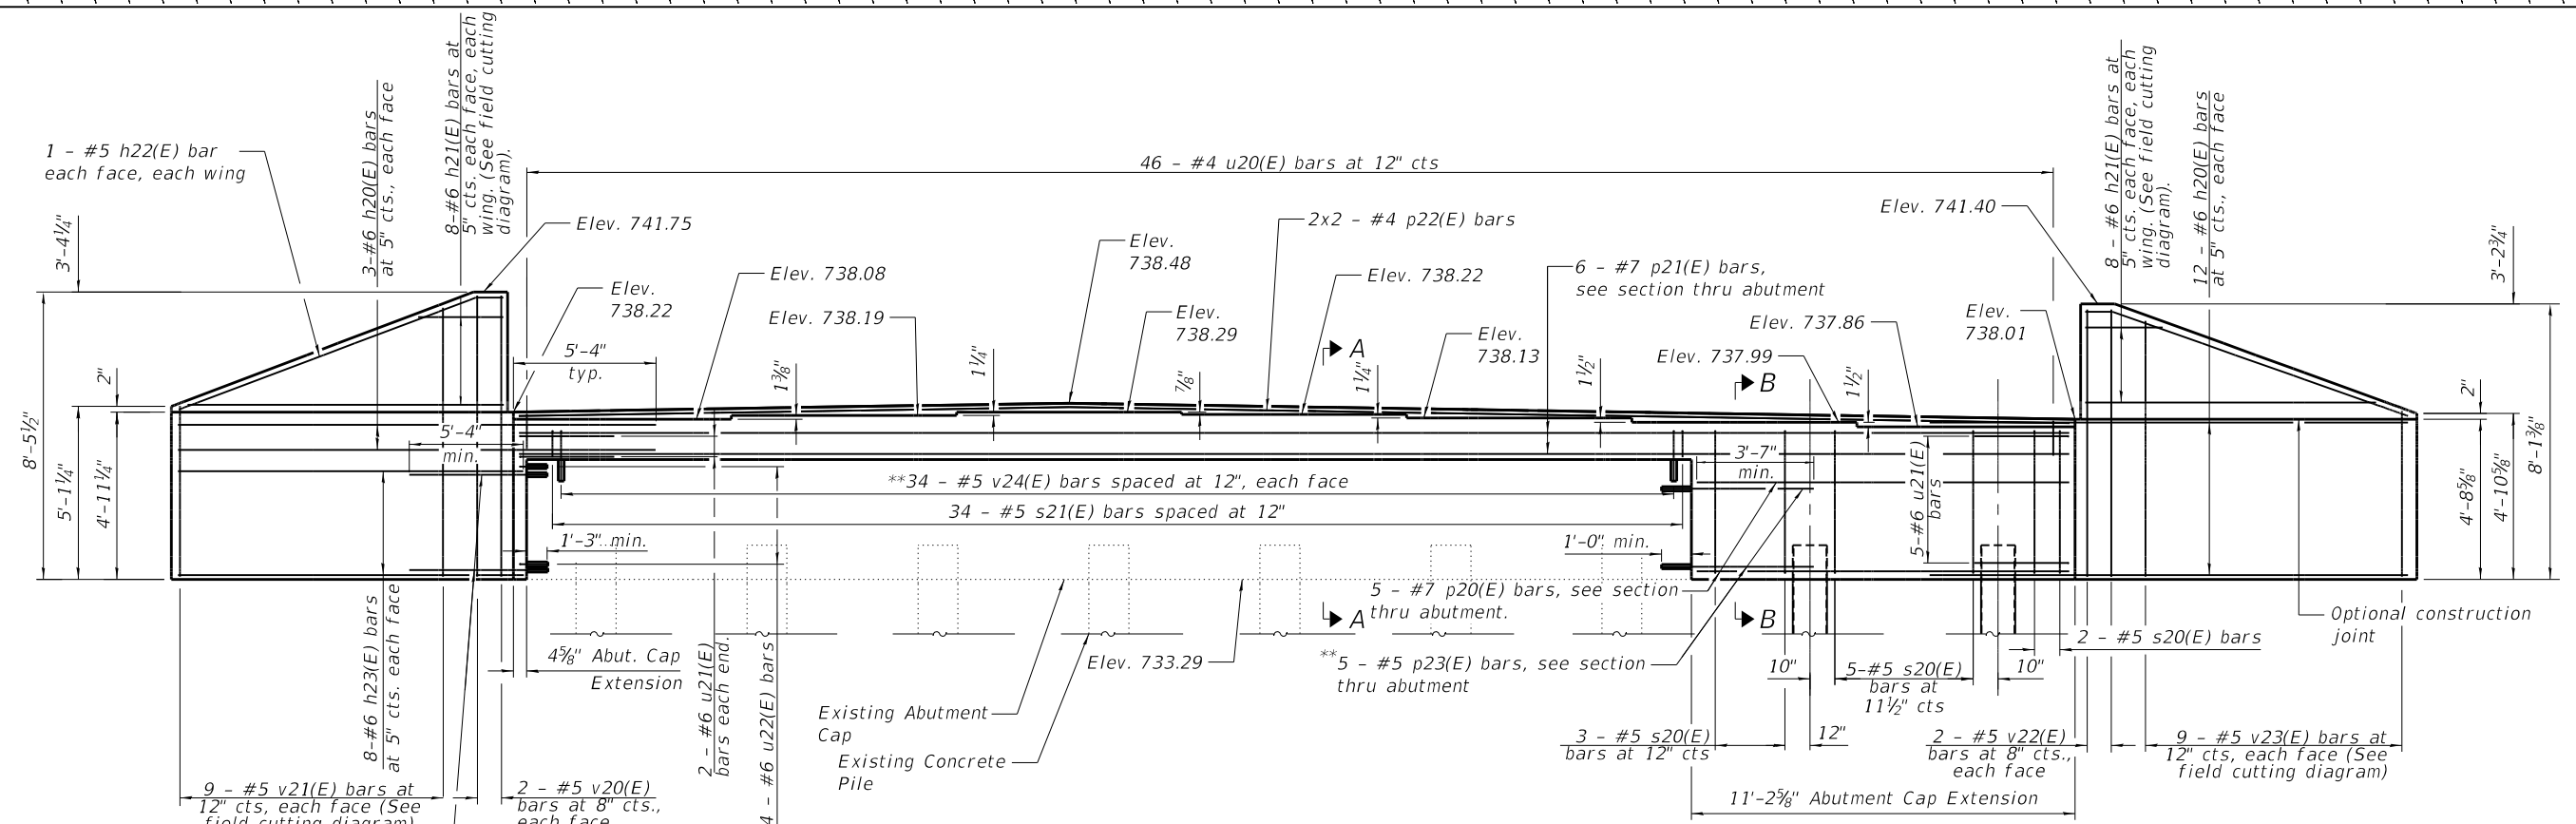 1 - #5 h22(E) bar
each face, each wing
3-#6 h20(E) bars
at 5" cts., each face
8-#6 h21(E) bars at
5" cts. each face, each
wing. (See field cutting
diagram).
46 - #4 u20(E) bars at 12" cts
Elev. 741.75
Elev.
738.22
Elev. 738.08
Elev. 738.19
Elev.
738.48
2x2 - #4 p22(E) bars
Elev. 738.22
Elev.
738.29
Elev.
738.13
6 - #7 p21(E) bars,
see section thru abutment
Elev. 737.86
Elev. 737.99
Elev.
738.01
Elev. 741.40
8 - #6 h21(E) bars at
5" cts. each face, each
wing. (See field cutting
diagram).
12 - #6 h20(E) bars
at 5" cts., each face
3'-4¼"
2"
8'-5½"
5'-1¼"
4'-11¼"
5'-4"
typ.
5'-4"
min.
1⅜"
1¼"
⅞"
1¼"
1½"
1½"
A
B
3'-2¾"
2"
4'-8⅝"
4'-10⅝"
8'-1⅜"
**34 - #5 v24(E) bars spaced at 12", each face
34 - #5 s21(E) bars spaced at 12"
3'-7"
min.
5-#6 u21(E)
bars
1'-3" min.
1'-0" min.
5 - #7 p20(E) bars, see section
thru abutment.
A
B
**5 - #5 p23(E) bars, see section
thru abutment
Elev. 733.29
4⅝" Abut. Cap
Extension
2 - #6 u21(E)
bars each end.
4 - #6 u22(E) bars
Existing Abutment
Cap
Existing Concrete
Pile
8-#6 h23(E) bars
at 5" cts. each face
10"
5-#5 s20(E)
bars at
11½" cts
10"
2 - #5 s20(E) bars
Optional construction
joint
3 - #5 s20(E)
bars at 12" cts
12"
2 - #5 v22(E)
bars at 8" cts.,
each face
9 - #5 v23(E) bars at
12" cts, each face (See
field cutting diagram)
11'-2⅝" Abutment Cap Extension
9 - #5 v21(E) bars at
12" cts, each face (See
field cutting diagram)
2 - #5 v20(E)
bars at 8" cts.,
each face